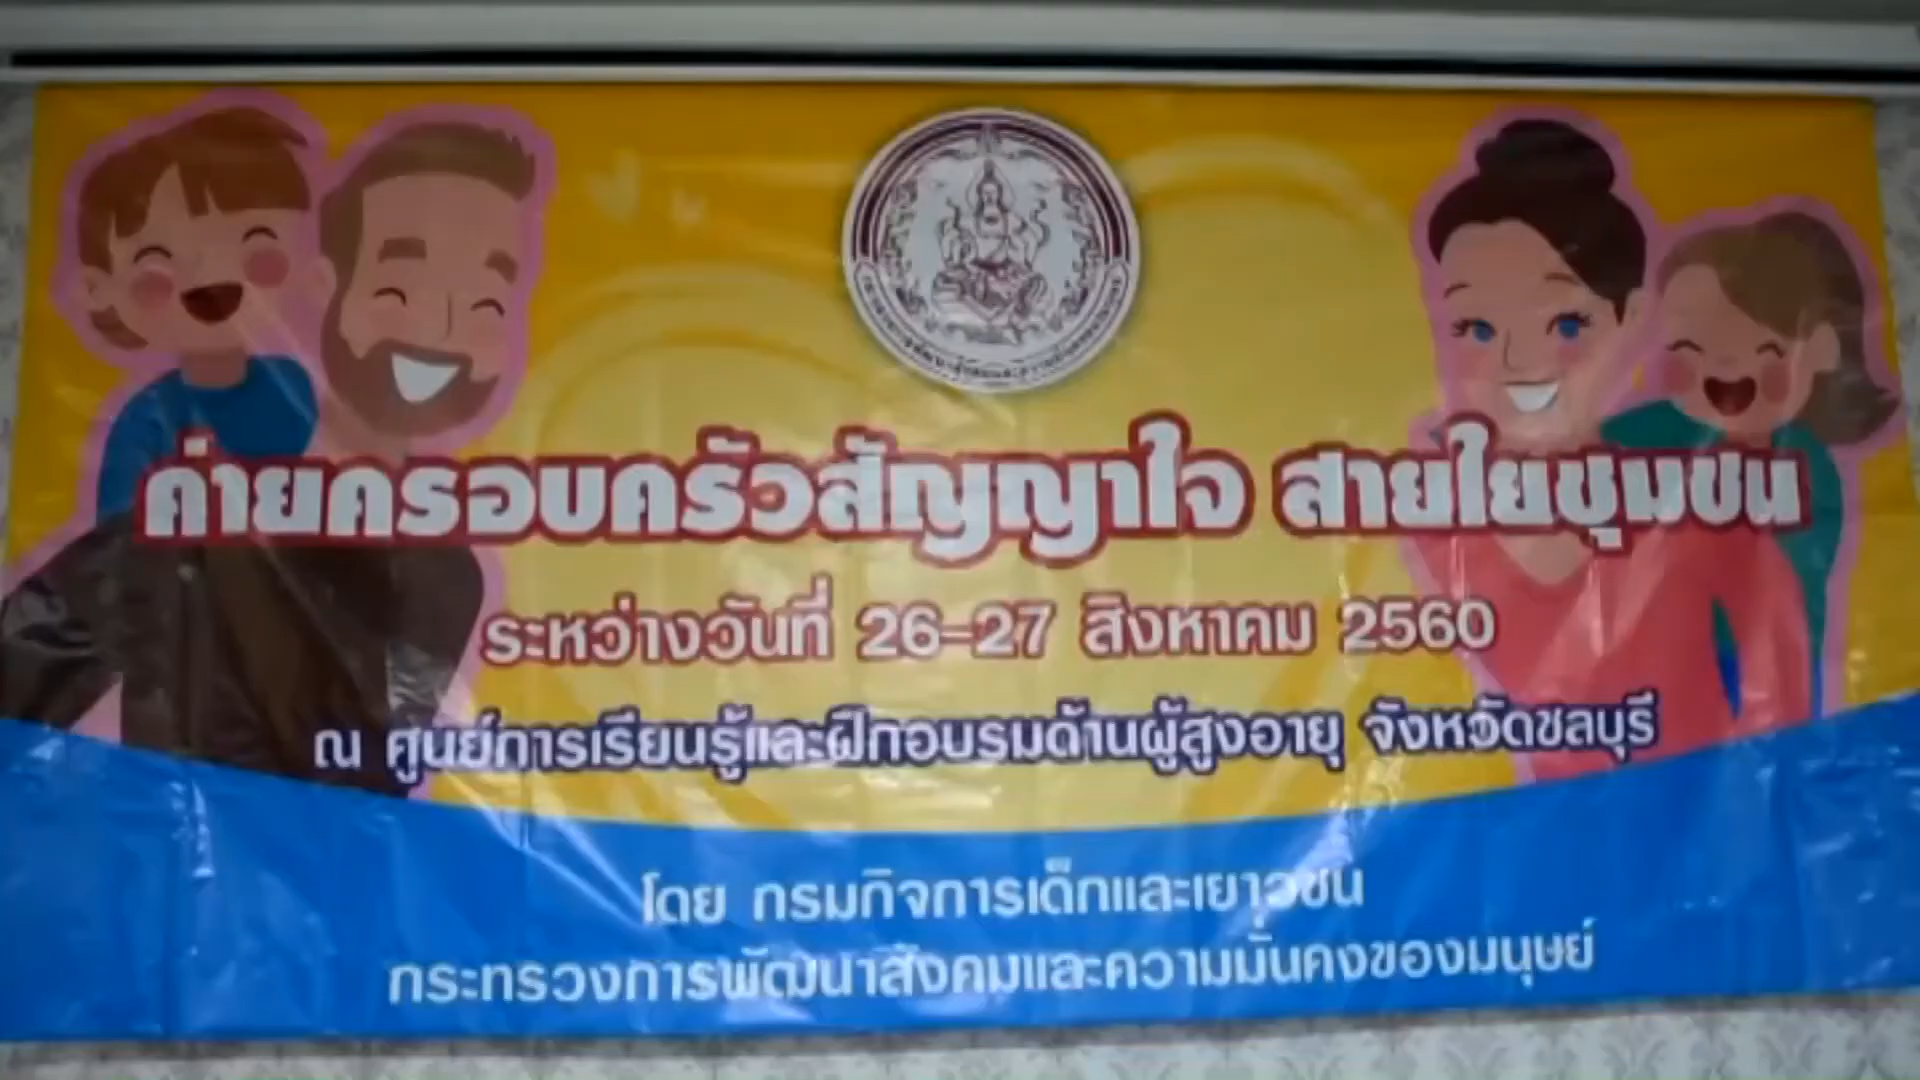 ค่ายครอบครัวสัญญาใจ สายใยชุมชน
ระหว่างวันที่ 26-27 สิงหาคม 2560
ณ ศูนย์การเรียนรู้และฝึกอบรมด้านผู้สูงอายุ จังหวัดชลบุรี
โดย กรมกิจการเด็กและเยาวชน
กระทรวงการพัฒนาสังคมและความมั่นคงของมนุษย์